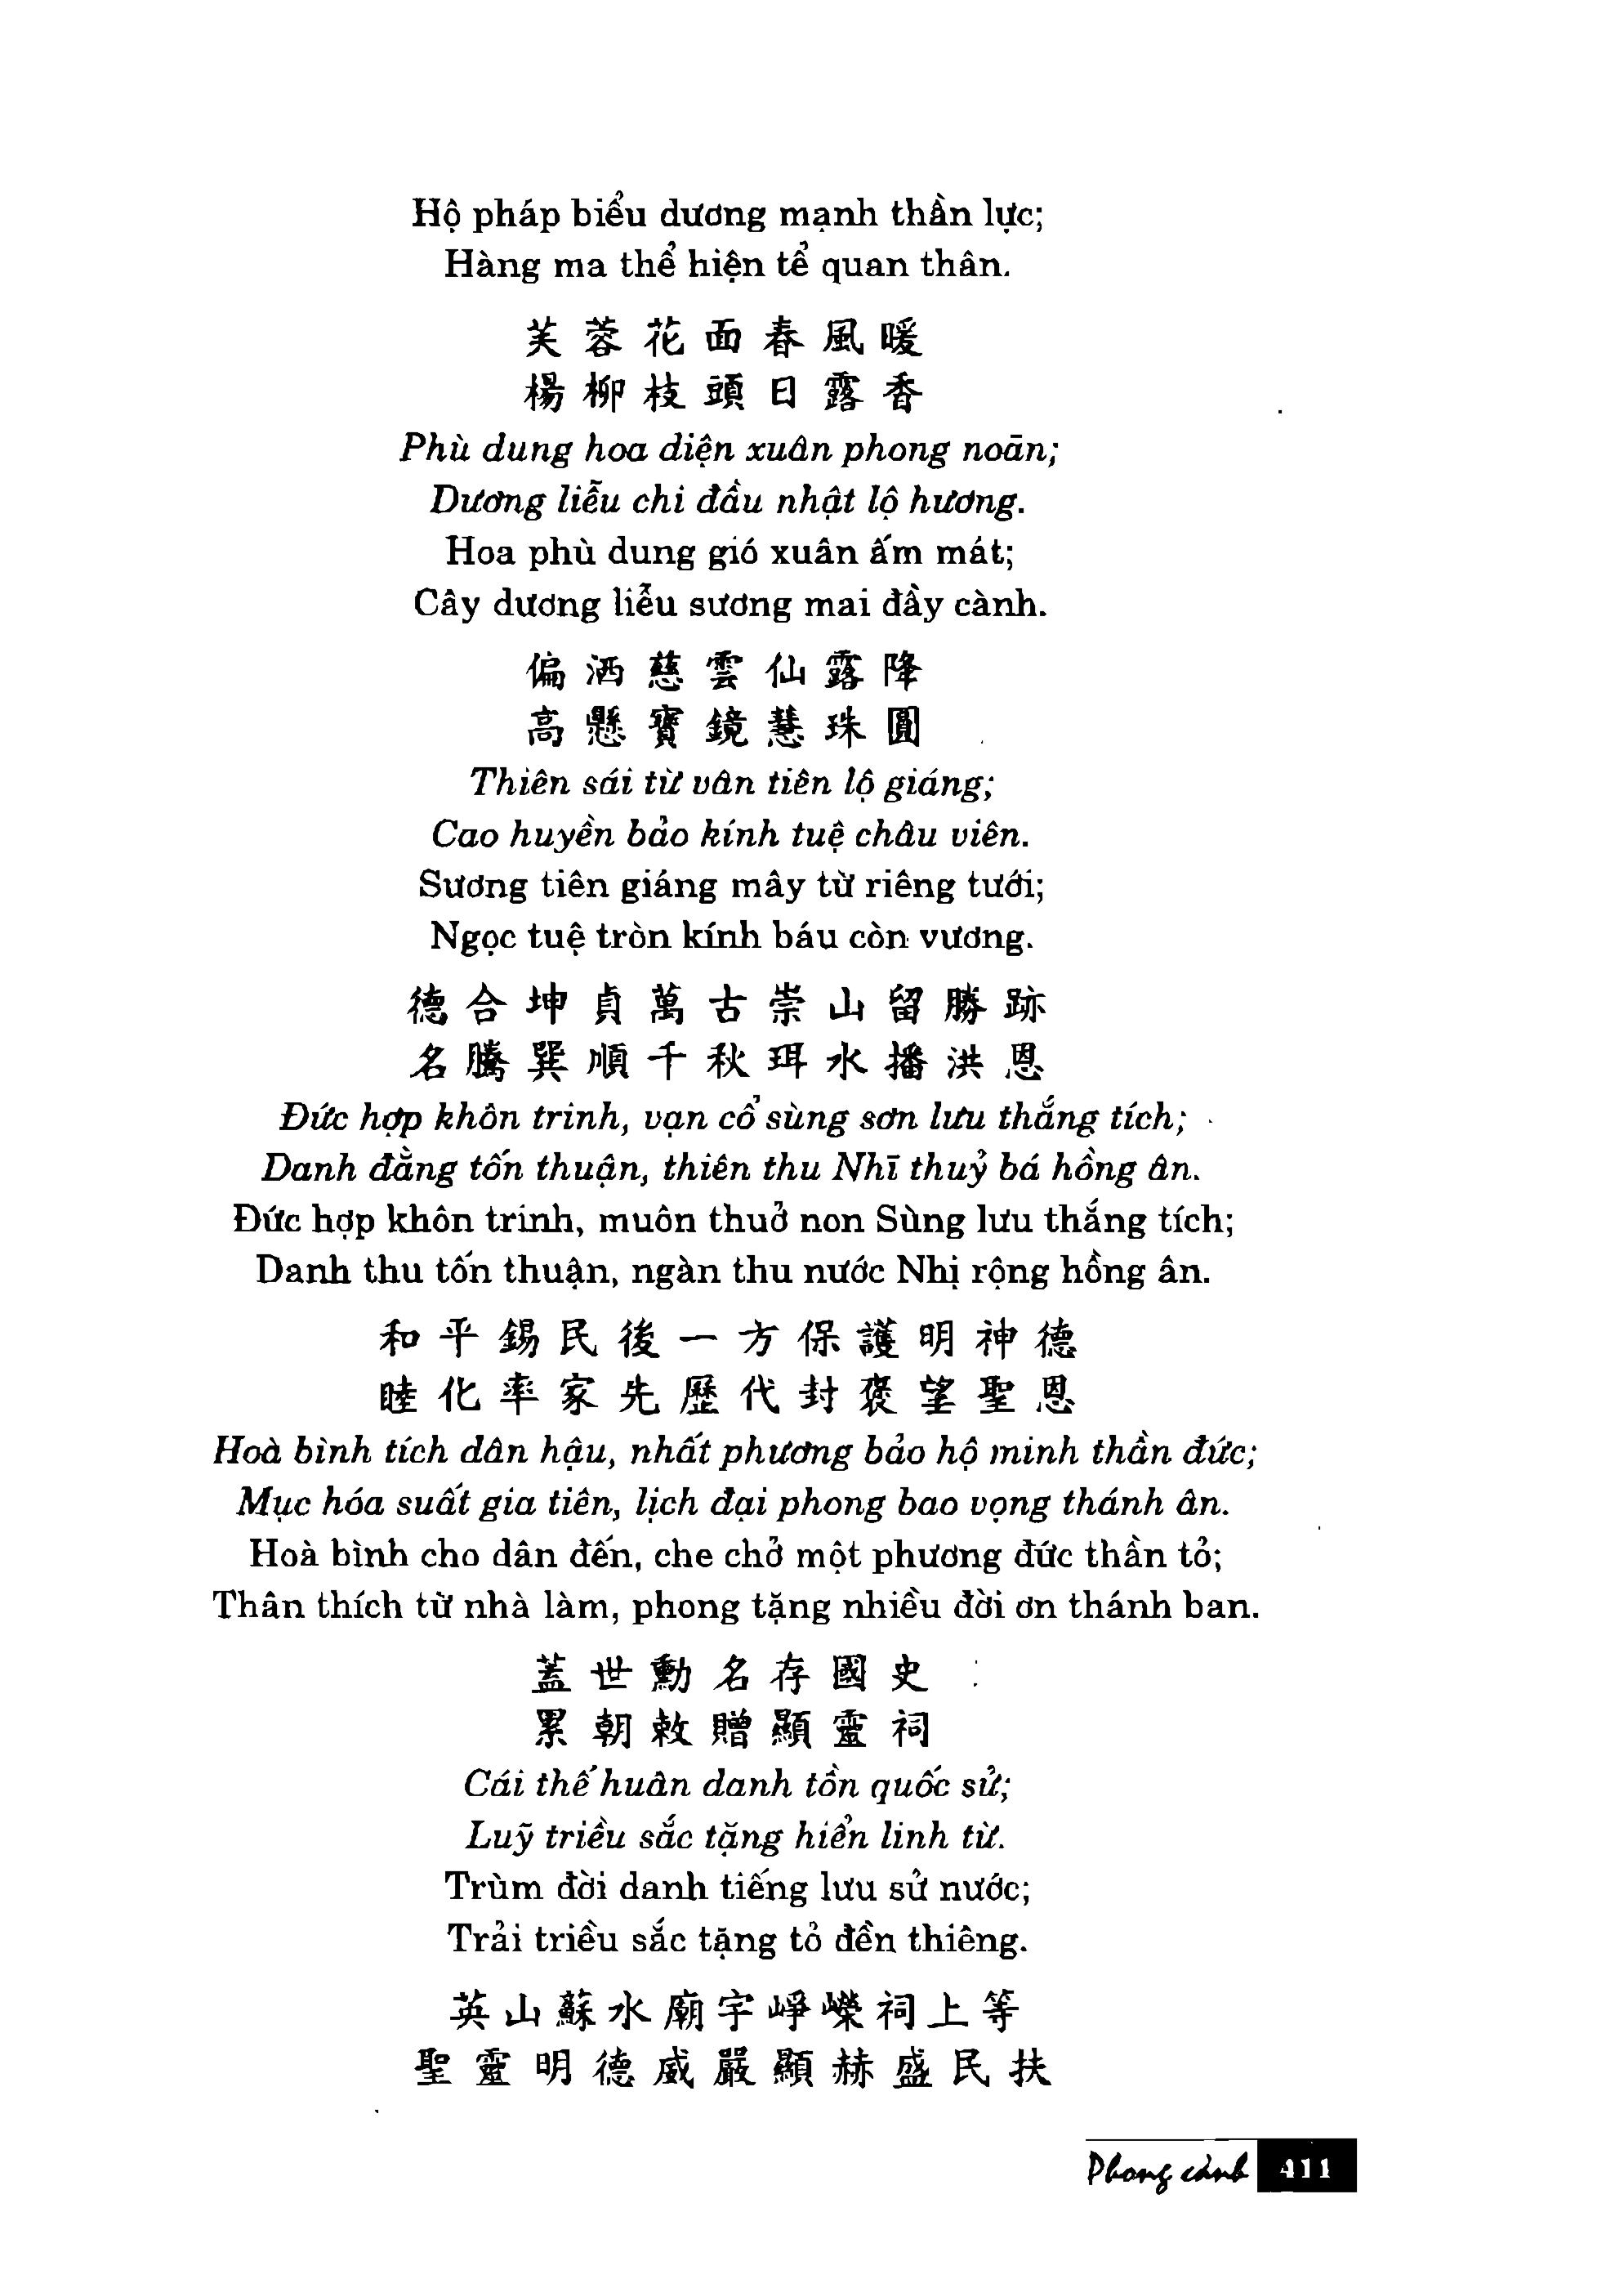 Hộ pháp biểu dương mạnh thần lực;
Hàng ma thể hiện tể quan thân.
芙蓉花面春風暖
楊柳枝頭日露香
Phù dung hoa diện xuân phong noãn;
Dương liễu chi đầu nhật lộ hương.
Hoa phù dung gió xuân ấm mát;
Cây dương liễu sương mai đầy cành.
偏洒慈雲仙露降
高懸寶鏡慧珠圓
Thiên sái từ vân tiên lộ giáng;
Cao huyền bảo kính tuệ châu viên.
Sương tiên giáng mây từ riêng tưới;
Ngọc tuệ tròn kính báu còn vương.
德合坤貞萬古崇山留勝跡
名騰巽順千秋珥水播洪恩
Đức hợp khôn trinh, vạn cổ sùng sơn lưu thắng tích;
Danh đằng tốn thuận, thiên thu Nhĩ thuỷ bá hồng ân.
Đức hợp khôn trinh, muôn thuở non Sùng lưu thắng tích;
Danh thu tốn thuận, ngàn thu nước Nhị rộng hồng ân.
和平錫民後一方保護明神德
睦化率家先歷代封褒望聖恩
Hoà bình tích dân hậu, nhất phương bảo hộ minh thần đức;
Mục hóa suất gia tiên, lịch đại phong bao vọng thánh ân.
Hoà bình cho dân đến, che chở một phương đức thần tỏ;
Thân thích từ nhà làm, phong tặng nhiều đời ơn thánh ban.
蓋世勳名存國史
累朝敕贈顯靈祠
Cái thế huân danh tồn quốc sử;
Luỹ triều sắc tặng hiển linh từ.
Trùm đời danh tiếng lưu sử nước;
Trải triều sắc tặng tỏ đền thiêng.
英山蘇水廟宇崢嶸祠上等
聖靈明德威嚴顯赫盛民扶
Phong cảnh 411